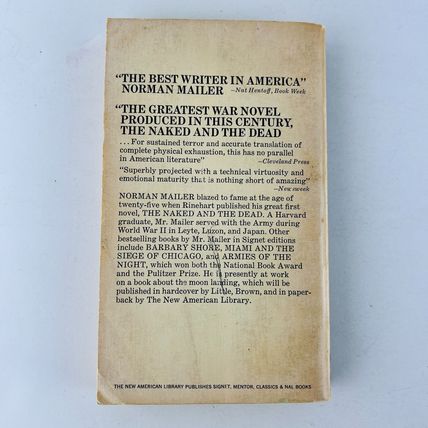 "THE BEST WRITER IN AMERICA"
NORMAN MAILER —Nat Hentoff, Book Week
"THE GREATEST WAR NOVEL
PRODUCED IN THIS CENTURY,
THE NAKED AND THE DEAD
...For sustained terror and accurate translation of
complete physical exhaustion, this has no parallel
in American literature" —Cleveland Press
"Superbly projected with a technical virtuosity and
emotional maturity that is nothing short of amazing"
—Newsweek
NORMAN MAILER blazed to fame at the age of
twenty-five when Rinehart published his great first
novel, THE NAKED AND THE DEAD. A Harvard
graduate, Mr. Mailer served with the Army during
World War II in Leyte, Luzon, and Japan. Other
bestselling books by Mr. Mailer in Signet editions
include BARBARY SHORE, MIAMI AND THE
SIEGE OF CHICAGO, and ARMIES OF THE
NIGHT, which won both the National Book Award
and the Pulitzer Prize. He is presently at work
on a book about the moon landing, which will be
published in hardcover by Little, Brown, and in paper-
back by The New American Library.
THE NEW AMERICAN LIBRARY PUBLISHES SIGNET, MENTOR, CLASSICS & NAL BOOKS